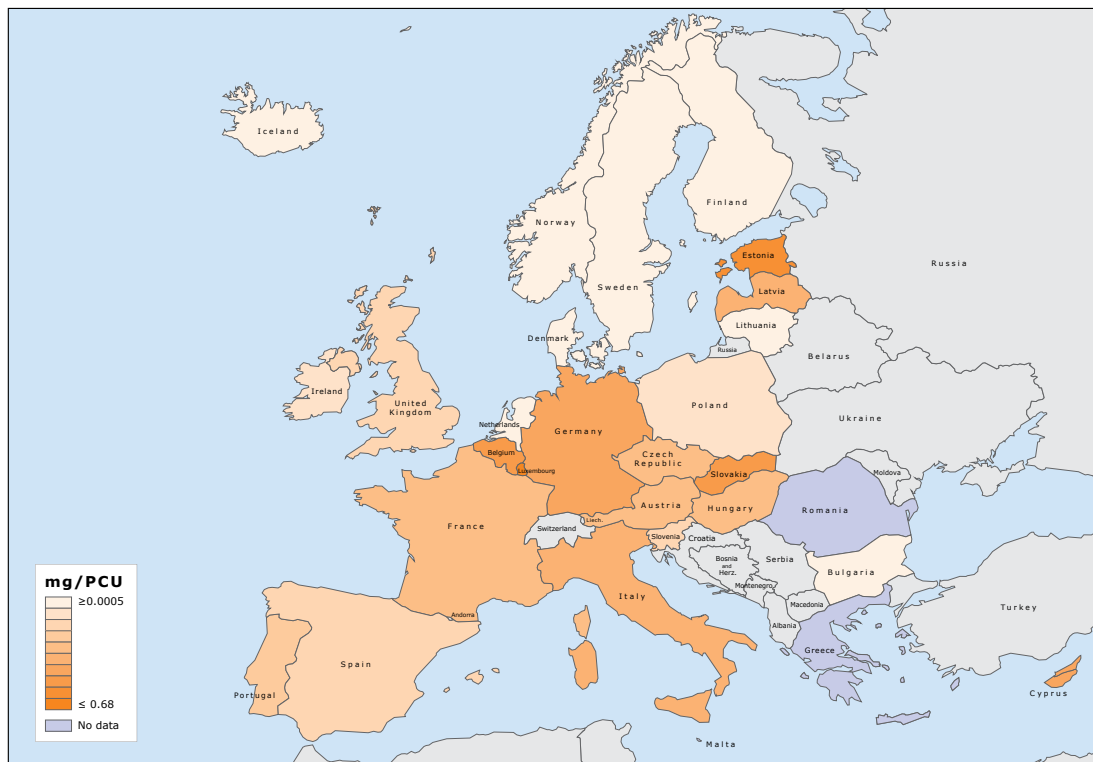 Iceland
Finland
Norway
Sweden
Estonia
Russia
Latvia
Lithuania
Denmark
Russia
Belarus
Ireland
United
Kingdom
Poland
Ukraine
Netherlands
Germany
Belgium
Czech
Republic
Luxembourg
Slovakia
Moldova
Austria
Hungary
Romania
France
Liech.
Switzerland
Slovenia
Croatia
Bosnia
and
Herz.
Serbia
Bulgaria
Montenegro
Italy
Macedonia
Turkey
Andorra
Albania
Greece
Spain
Portugal
Cyprus
Malta
mg/PCU
≥0.0005
≤ 0.68
No data